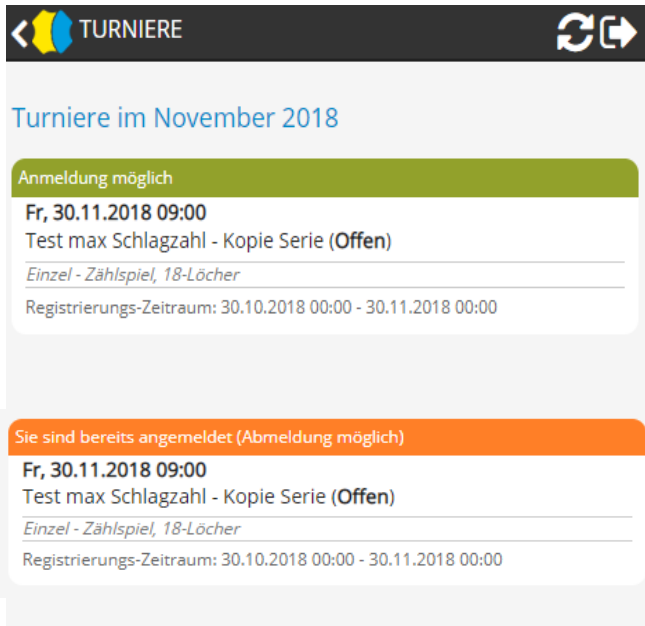 TURNIERE
Turniere im November 2018
Anmeldung möglich
Fr, 30.11.2018 09:00
Test max Schlagzahl - Kopie Serie (Offen)
Einzel - Zählspiel, 18-Löcher
Registrierungs-Zeitraum: 30.10.2018 00:00 - 30.11.2018 00:00
Sie sind bereits angemeldet (Abmeldung möglich)
Fr, 30.11.2018 09:00
Test max Schlagzahl - Kopie Serie (Offen)
Einzel - Zählspiel, 18-Löcher
Registrierungs-Zeitraum: 30.10.2018 00:00 - 30.11.2018 00:00